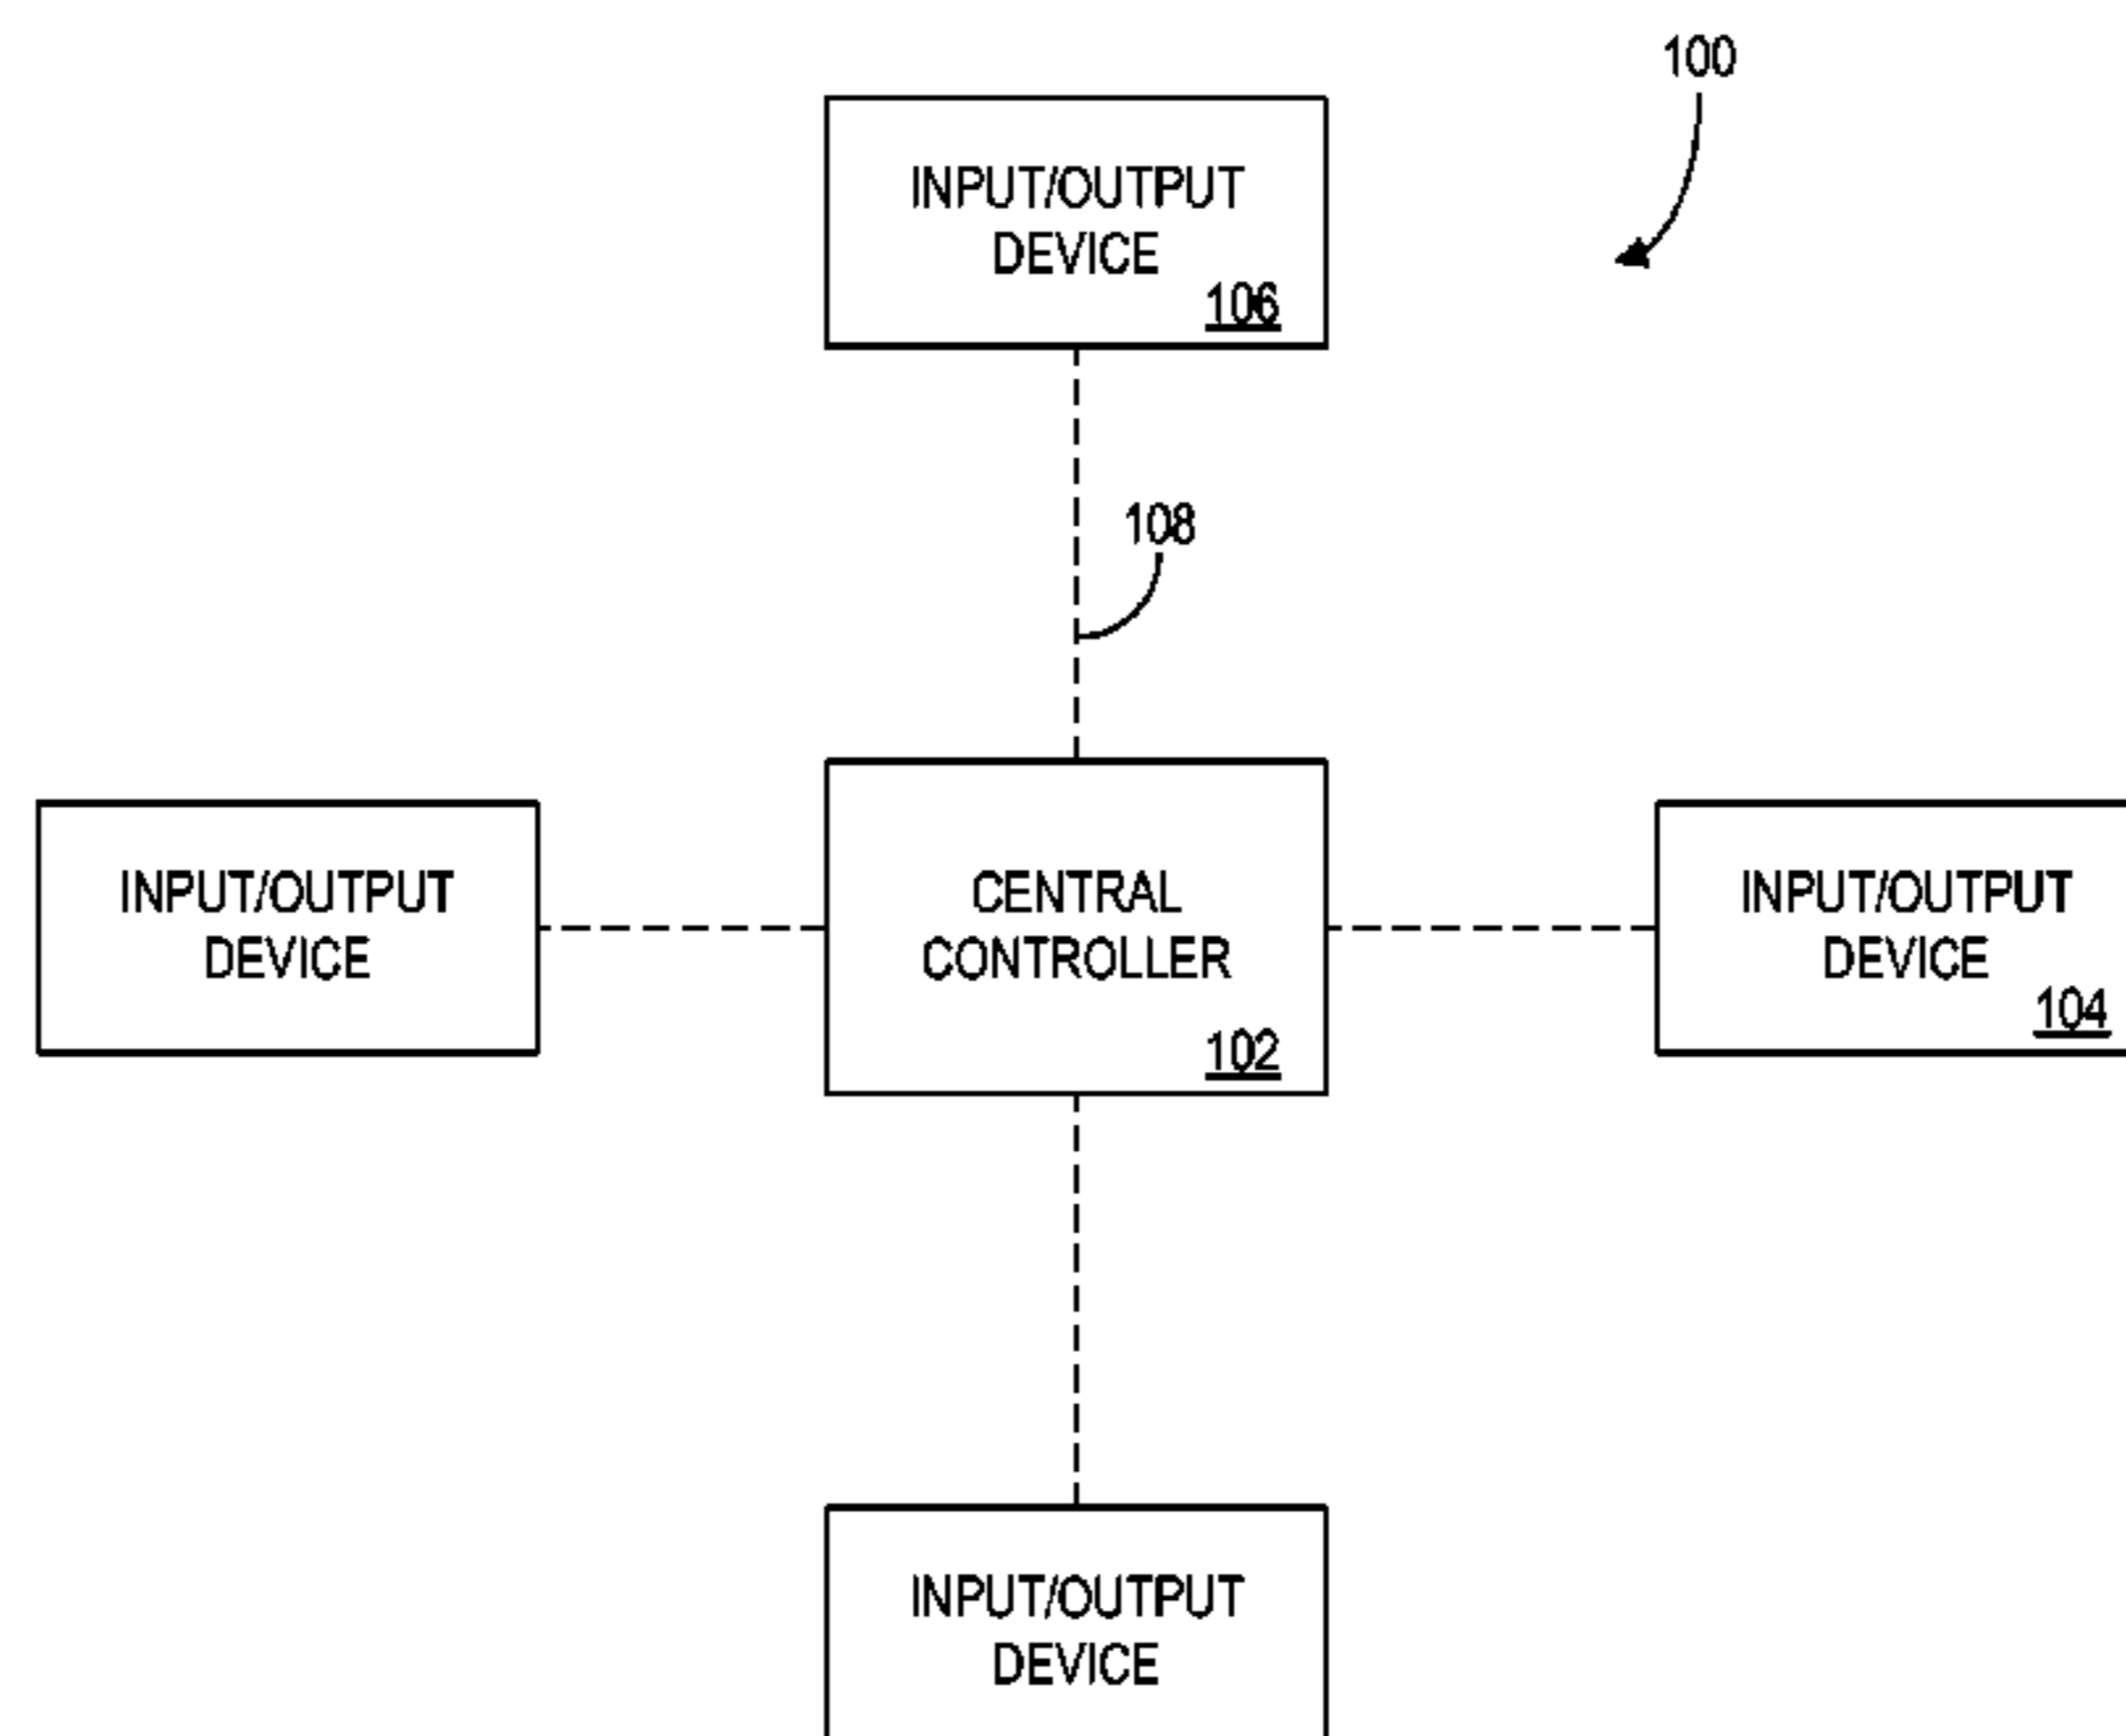 100
INPUT/OUTPUT
DEVICE
106
108
INPUT/OUTPUT
DEVICE
CENTRAL
CONTROLLER
102
INPUT/OUTPUT
DEVICE
104
INPUT/OUTPUT
DEVICE